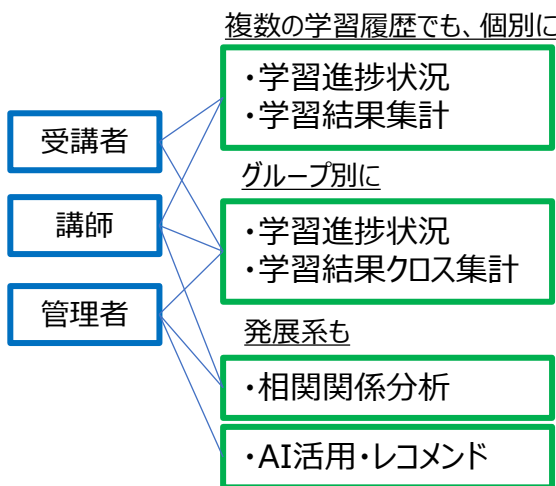 複数の学習履歴でも、個別に
・学習進捗状況
・学習結果集計
受講者
講師
管理者
グループ別に
・学習進捗状況
・学習結果クロス集計
発展系も
・相関関係分析
・AI活用・レコメンド